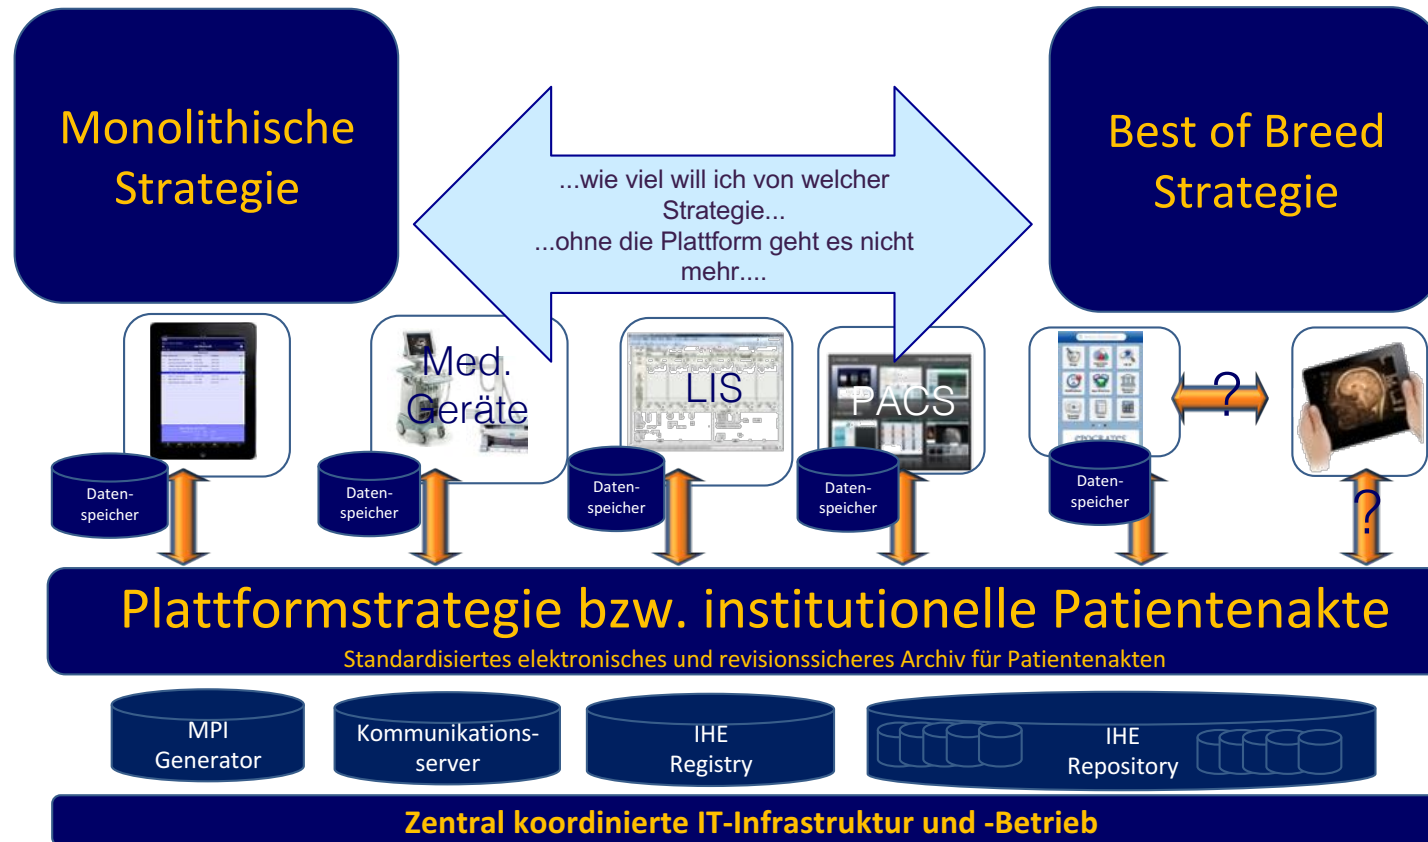 Monolithische
Strategie
...wie viel will ich von welcher
Strategie...
...ohne die Plattform geht es nicht
mehr....
Best of Breed
Strategie
Med.
Geräte
LIS
PACS
?
?
Daten-
speicher
Daten-
speicher
Daten-
speicher
Daten-
speicher
Daten-
speicher
Plattformstrategie bzw. institutionelle Patientenakte
Standardisiertes elektronisches und revisionssicheres Archiv für Patientenakten
MPI
Generator
Kommunikations-
server
IHE
Registry
IHE
Repository
Zentral koordinierte IT-Infrastruktur und -Betrieb